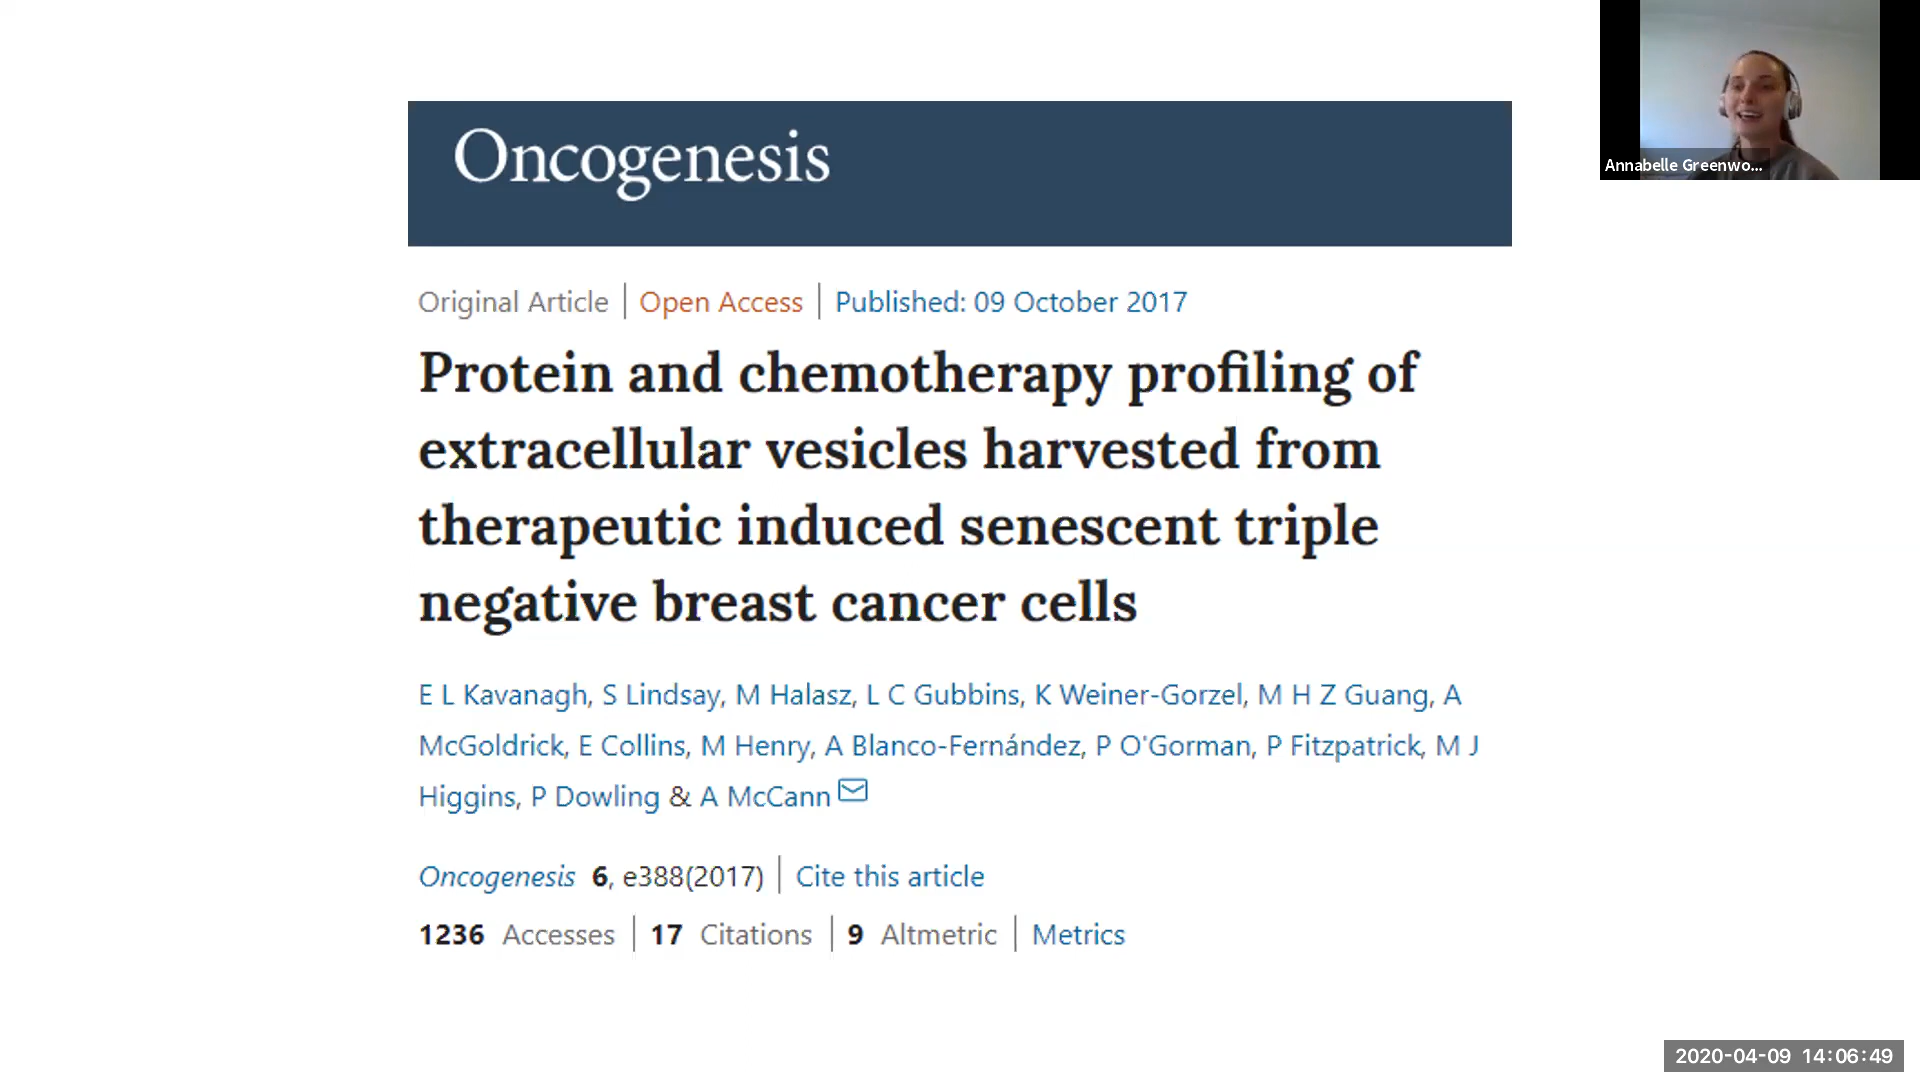 Oncogenesis
Annabelle Greenwo...
Original Article | Open Access | Published: 09 October 2017
Protein and chemotherapy profiling of
extracellular vesicles harvested from
therapeutic induced senescent triple
negative breast cancer cells
E L Kavanagh, S Lindsay, M Halasz, L C Gubbins, K Weiner-Gorzel, M H Z Guang, A
McGoldrick, E Collins, M Henry, A Blanco-Fernández, P O'Gorman, P Fitzpatrick, M J
Higgins, P Dowling & A McCann
Oncogenesis 6, e388(2017) | Cite this article
1236 Accesses | 17 Citations | 9 Altmetric | Metrics
2020-04-09 14:06:49